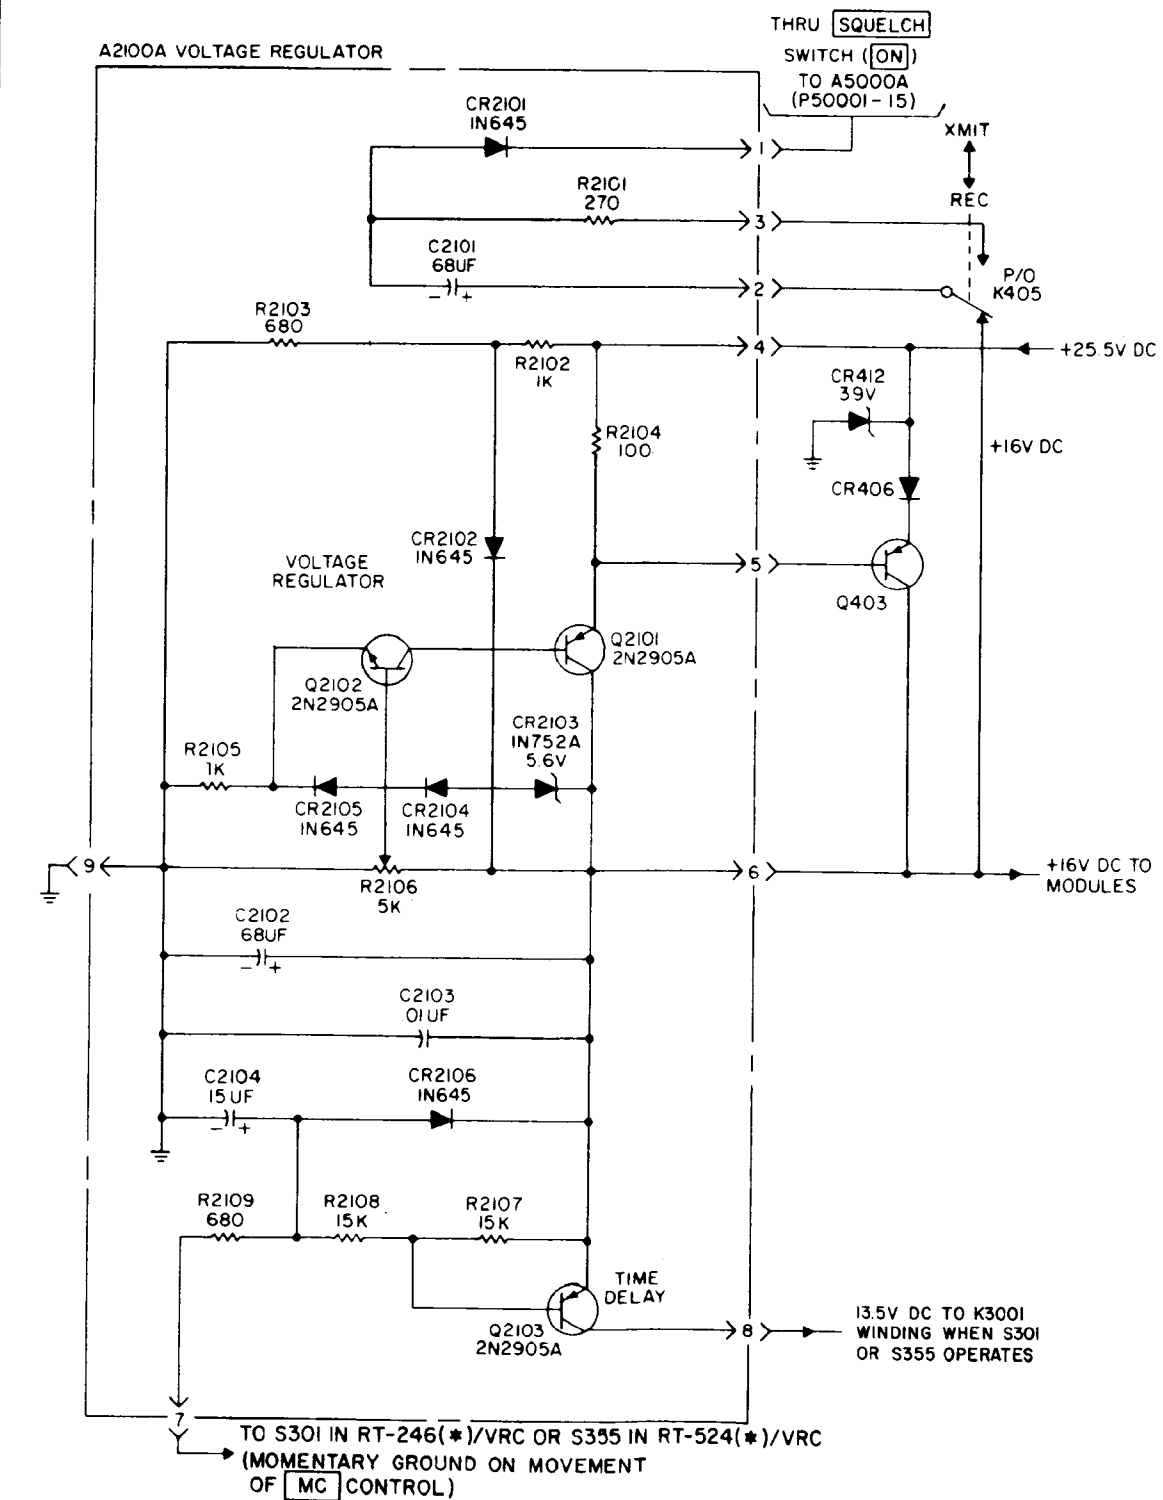 THRU SQUELCH
SWITCH (ON)
TO A5000A
(P50001-15)
A2100A VOLTAGE REGULATOR
CR2101
1N645
1
XMIT
REC
R2101
270
3
C2101
68UF
- +
2
P/O
K405
R2103
680
R2102
1K
4
+25.5V DC
CR412
39V
R2104
100
+16V DC
CR406
CR2102
1N645
VOLTAGE
REGULATOR
5
Q403
Q2101
2N2905A
Q2102
2N2905A
CR2103
1N752A
5.6V
R2105
1K
CR2105
1N645
CR2104
1N645
9
R2106
5K
6
+16V DC TO
MODULES
C2102
68UF
- +
C2103
.01UF
C2104
15UF
- +
CR2106
1N645
R2109
680
R2108
15K
R2107
15K
TIME
DELAY
Q2103
2N2905A
8
13.5V DC TO K3001
WINDING WHEN S301
OR S355 OPERATES
7
TO S301 IN RT-246(*)/VRC OR S355 IN RT-524(*)/VRC
(MOMENTARY GROUND ON MOVEMENT
OF MC CONTROL)